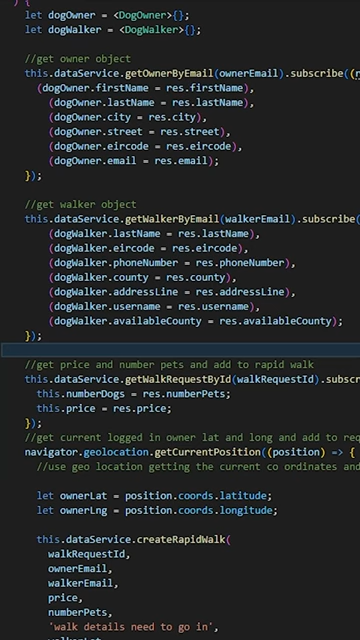 ) {
let dogOwner = <DogOwner>{};
let dogWalker = <DogWalker>{};
//get owner object
this.dataService.getOwnerByEmail(ownerEmail).subscribe((
(dogOwner.firstName = res.firstName),
(dogOwner.lastName = res.lastName),
(dogOwner.city = res.city),
(dogOwner.street = res.street),
(dogOwner.eircode = res.eircode),
(dogOwner.email = res.email);
});
//get walker object
this.dataService.getWalkerByEmail(walkerEmail).subscribe(
(dogWalker.lastName = res.lastName),
(dogWalker.eircode = res.eircode),
(dogWalker.phoneNumber = res.phoneNumber),
(dogWalker.county = res.county),
(dogWalker.addressLine = res.addressLine),
(dogWalker.username = res.username),
(dogWalker.availableCounty = res.availableCounty);
});
//get price and number pets and add to rapid walk
this.dataService.getWalkRequestById(walkRequestId).subscr
this.numberDogs = res.numberPets;
this.price = res.price;
});
//get current logged in owner lat and long and add to req
navigator.geolocation.getCurrentPosition((position) => {
//use geo location getting the current co ordinates and
let ownerLat = position.coords.latitude;
let ownerLng = position.coords.longitude;
this.dataService.createRapidWalk(
walkRequestId,
ownerEmail,
walkerEmail,
price,
numberPets,
'walk details need to go in',